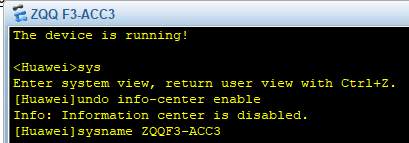 ZQQ F3-ACC3
The device is running!
<Huawei>sys
Enter system view, return user view with Ctrl+Z.
[Huawei]undo info-center enable
Info: Information center is disabled.
[Huawei]sysname ZQQF3-ACC3